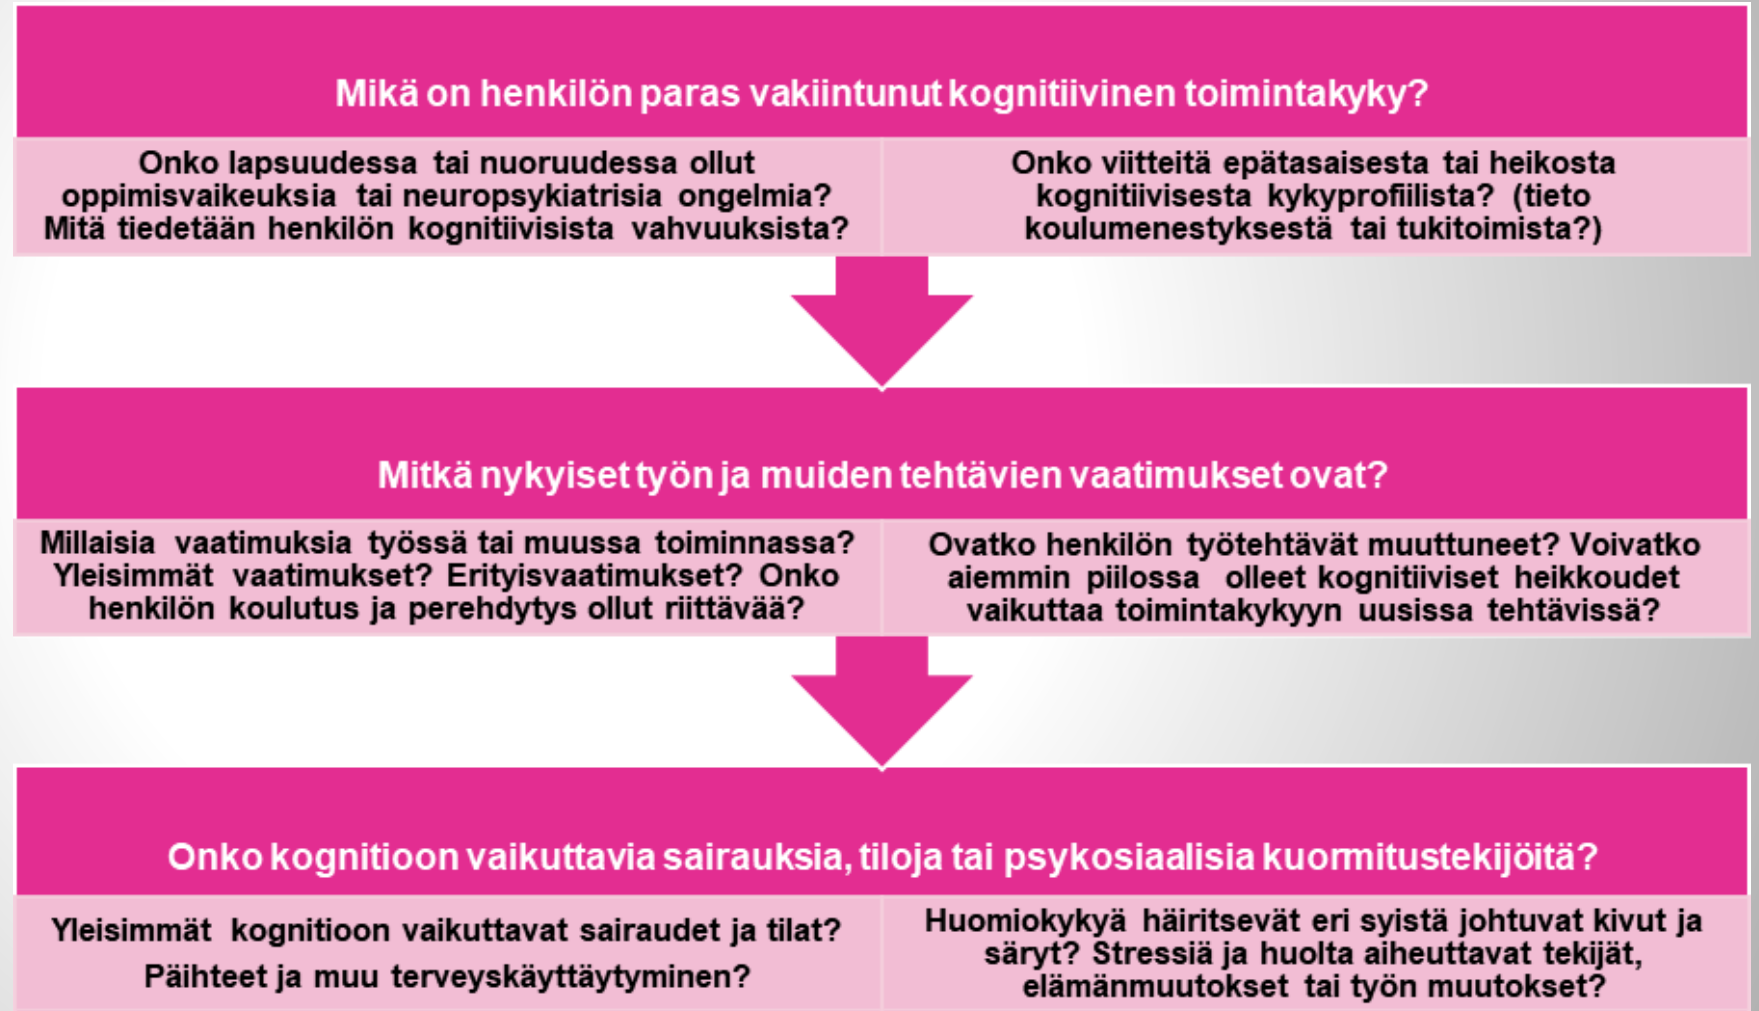 Mikä on henkilön paras vakiintunut kognitiivinen toimintakyky?
Onko lapsuudessa tai nuoruudessa ollut
oppimisvaikeuksia tai neuropsykiatrisia ongelmia?
Mitä tiedetään henkilön kognitiivisista vahvuuksista?
Onko viitteitä epätasaisesta tai heikosta
kognitiivisesta kykyprofiilista? (tieto
koulumenestyksestä tai tukitoimista?)
Mitkä nykyiset työn ja muiden tehtävien vaatimukset ovat?
Millaisia vaatimuksia työssä tai muussa toiminnassa?
Yleisimmät vaatimukset? Erityisvaatimukset? Onko
henkilön koulutus ja perehdytys ollut riittävää?
Ovatko henkilön työtehtävät muuttuneet? Voivatko
aiemmin piilossa olleet kognitiiviset heikkoudet
vaikuttaa toimintakykyyn uusissa tehtävissä?
Onko kognitioon vaikuttavia sairauksia, tiloja tai psykosiaalisia kuormitustekijöitä?
Yleisimmät kognitioon vaikuttavat sairaudet ja tilat?
Päihteet ja muu terveyskäyttäytyminen?
Huomiokykyä häiritsevät eri syistä johtuvat kivut ja
säryt? Stressiä ja huolta aiheuttavat tekijät,
elämänmuutokset tai työn muutokset?